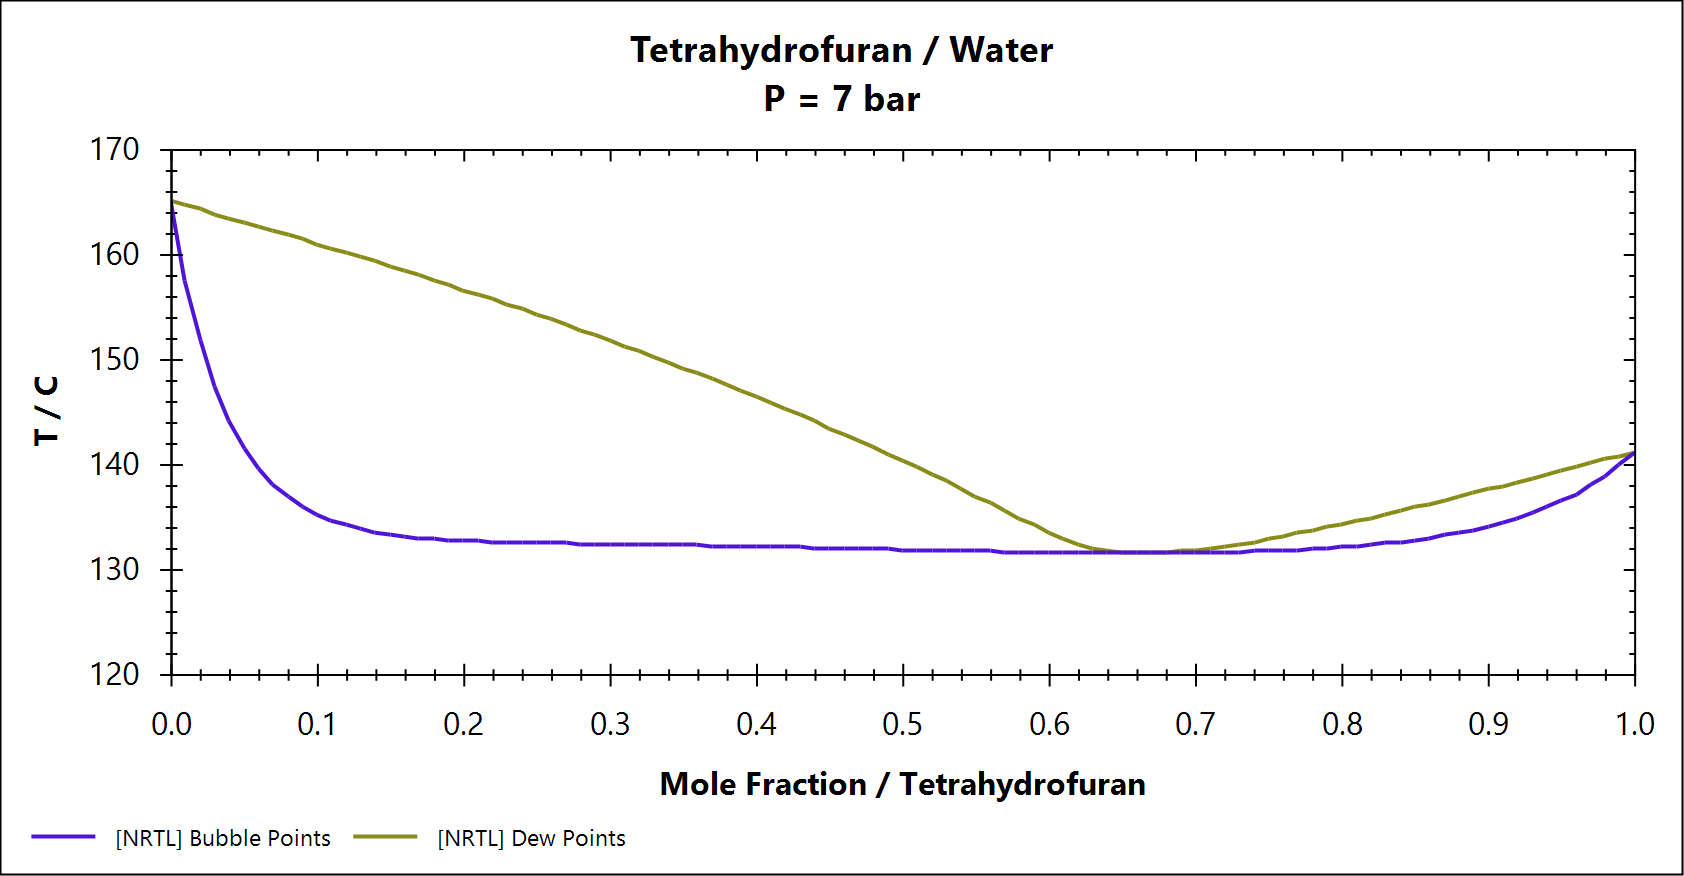 Tetrahydrofuran / Water
P = 7 bar
170
160
150
140
130
120
T / C
0.0 0.1 0.2 0.3 0.4 0.5 0.6 0.7 0.8 0.9 1.0
Mole Fraction / Tetrahydrofuran
[NRTL] Bubble Points [NRTL] Dew Points